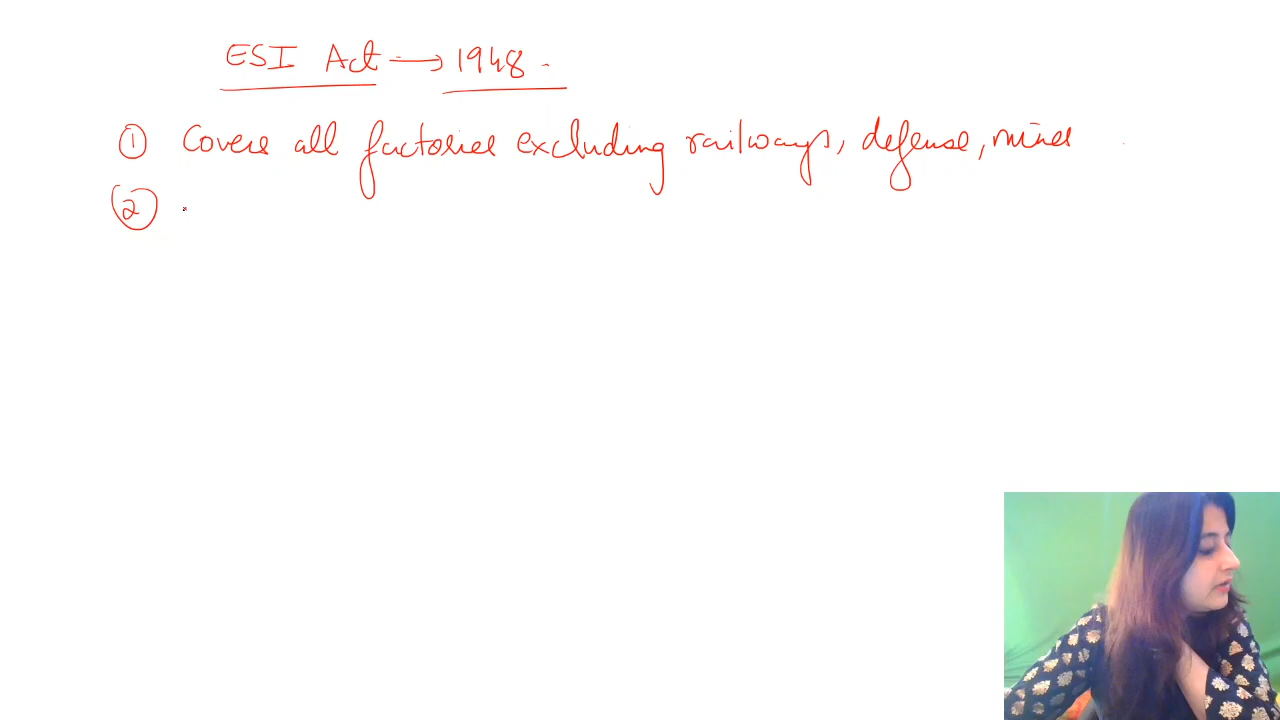 ESI Act → 1948.
① Covers all factories excluding railways, defense, mines
②